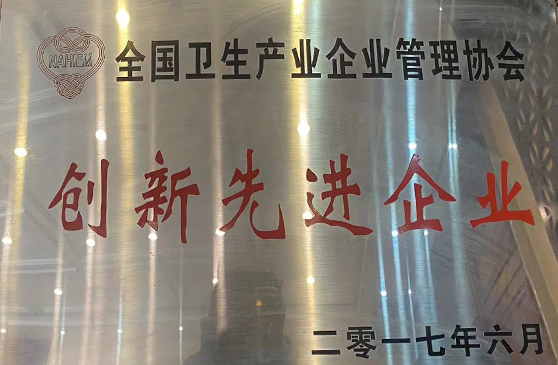 NAHIEM
全国卫生产业企业管理协会
创新先进企业
二零一七年六月